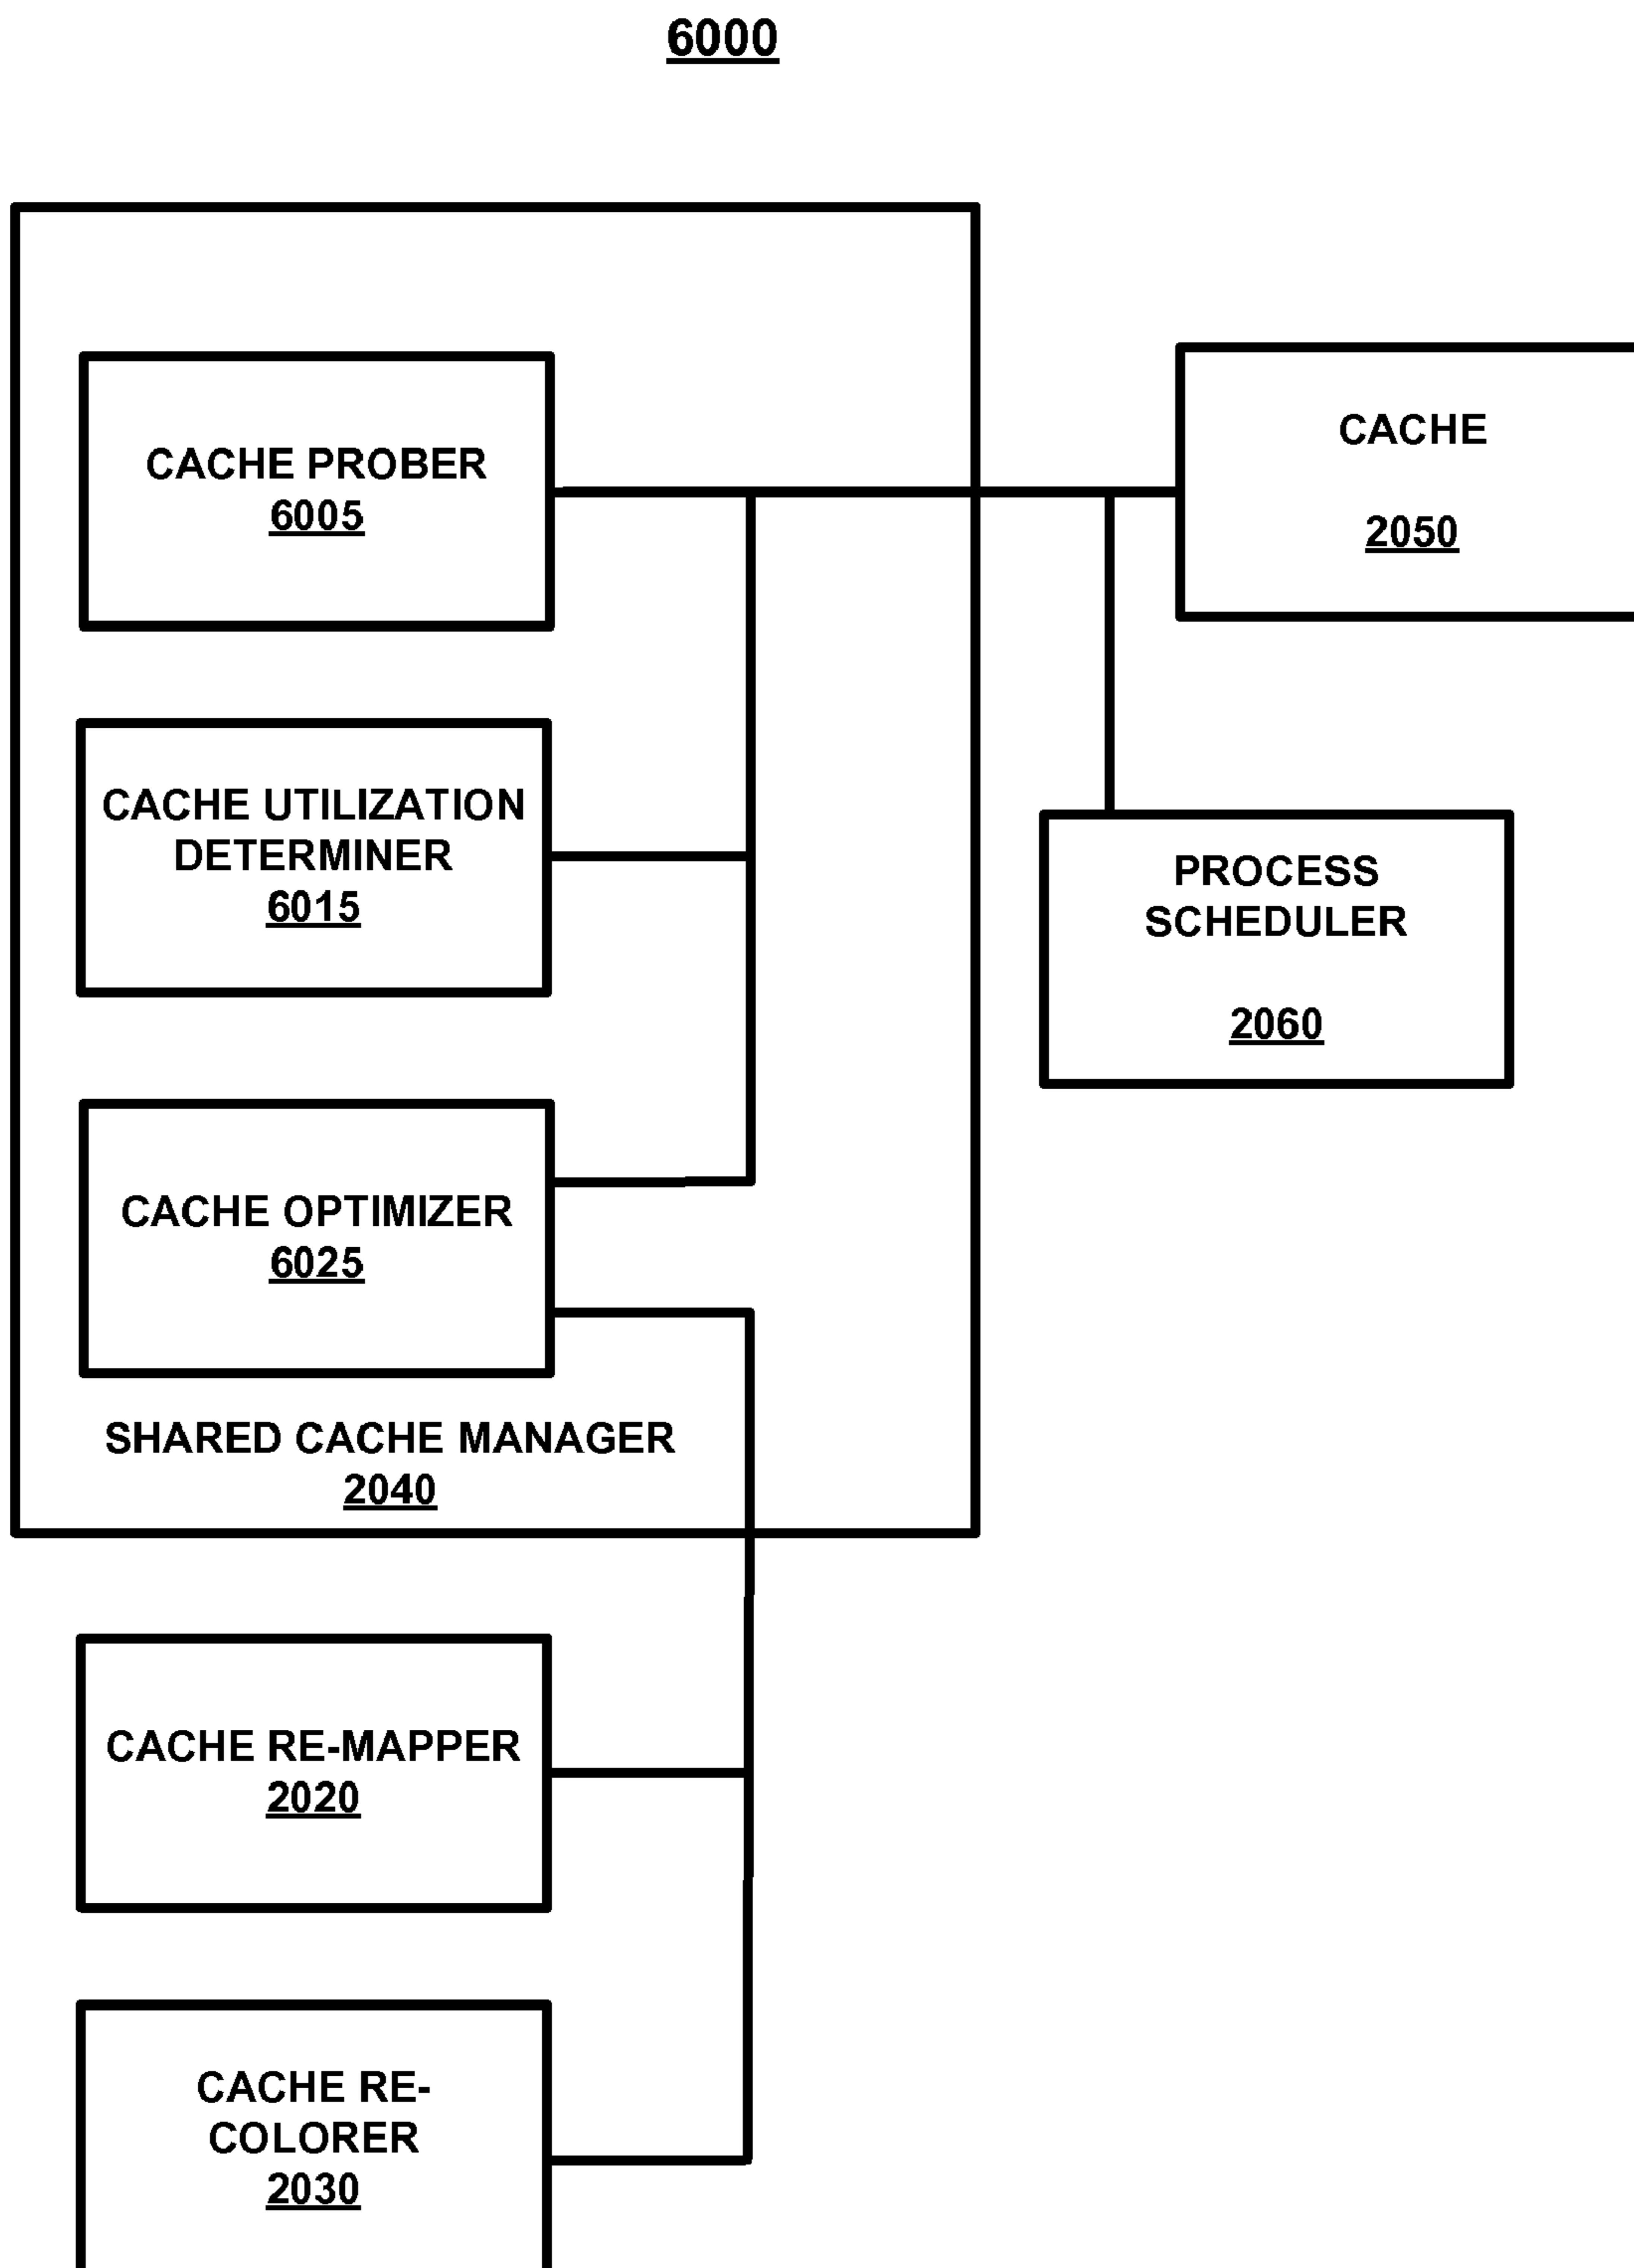 6000
CACHE PROBER
6005
CACHE
2050
CACHE UTILIZATION
DETERMINER
6015
PROCESS
SCHEDULER
2060
CACHE OPTIMIZER
6025
SHARED CACHE MANAGER
2040
CACHE RE-MAPPER
2020
CACHE RE-
COLORER
2030